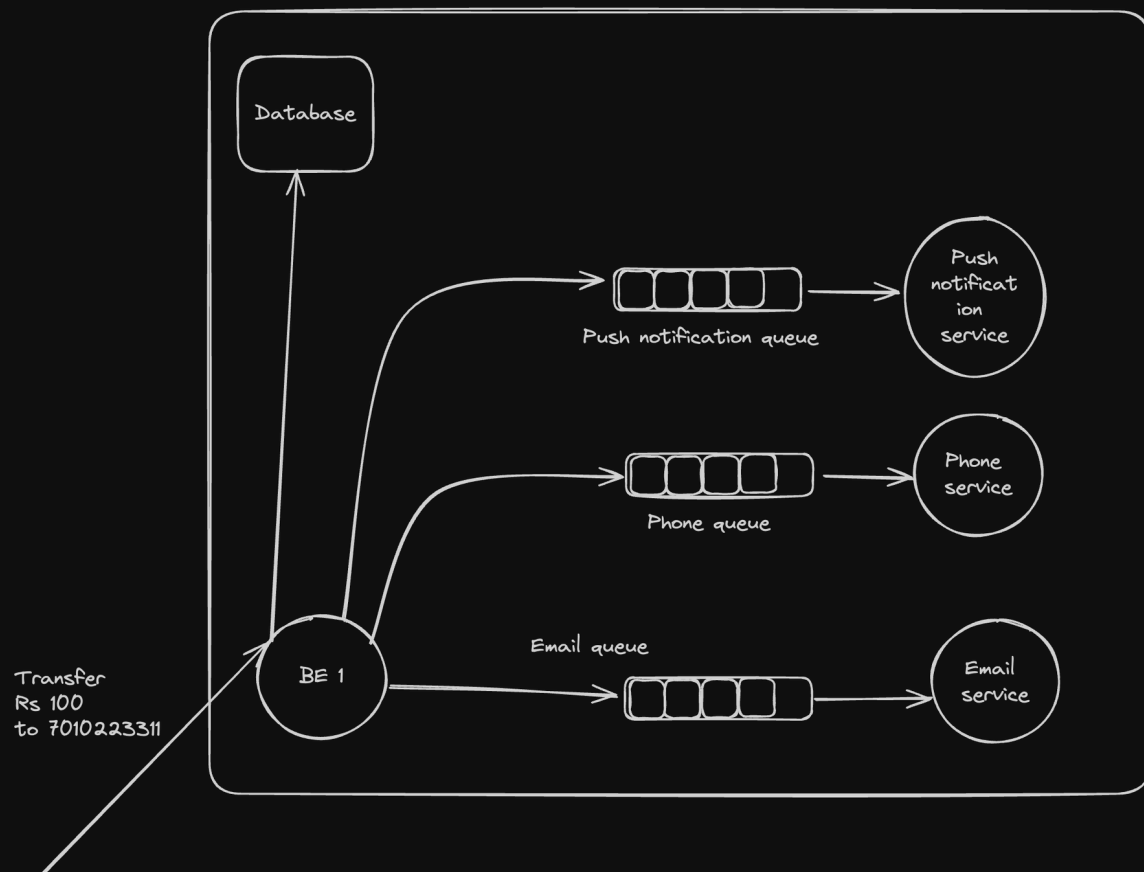 Database
Push
notificat
ion
service
Push notification queue
Phone
service
Phone queue
Email queue
Email
service
BE 1
Transfer
Rs 100
to 7010223311